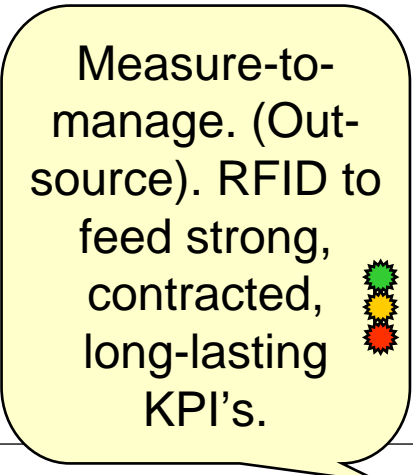 Measure-to-
manage. (Out-
source). RFID to
feed strong,
contracted,
long-lasting
KPI's.